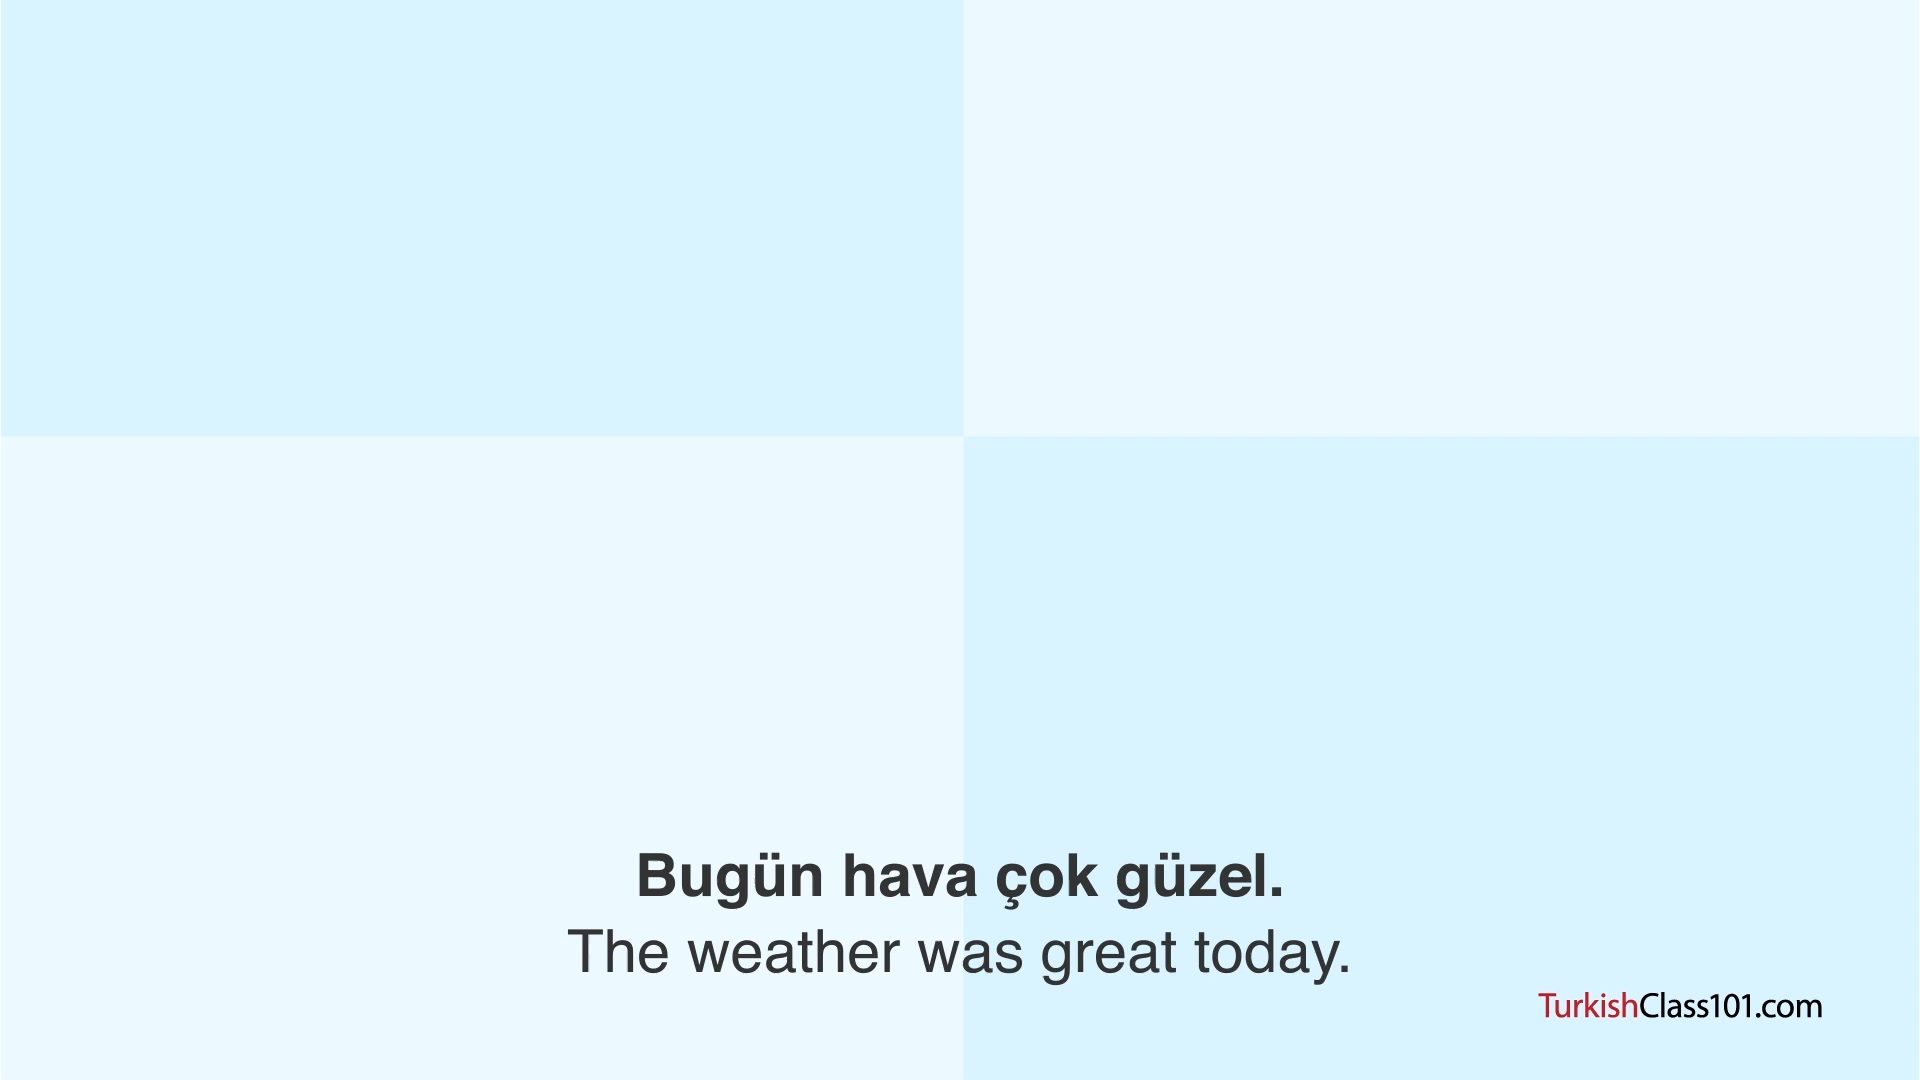 Bugün hava çok güzel.
The weather was great today.
TurkishClass101.com